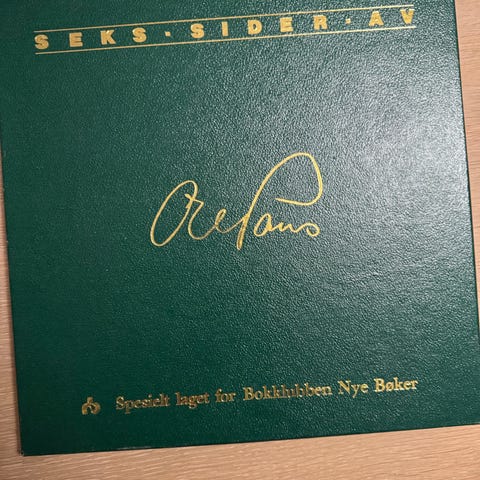 SEKS · SIDER · AV
Ole Paus
Spesielt laget for Bokklubben Nye Bøker